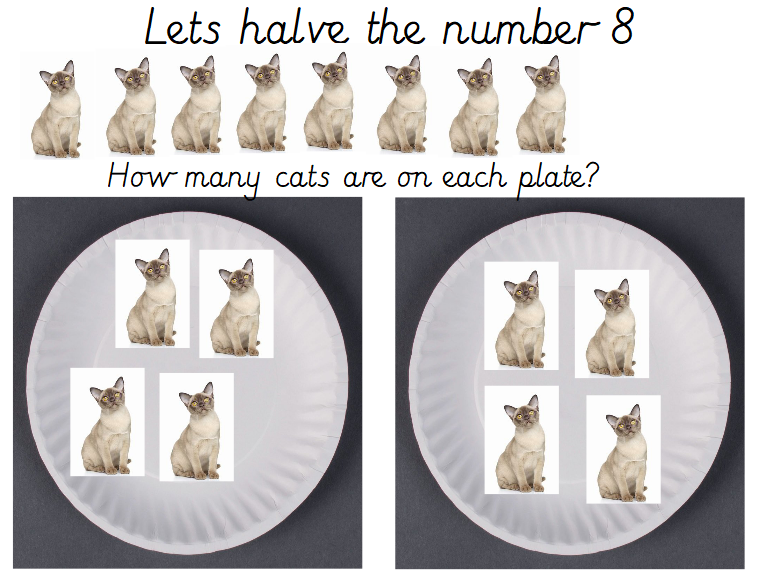 Lets halve the number 8
How many cats are on each plate?